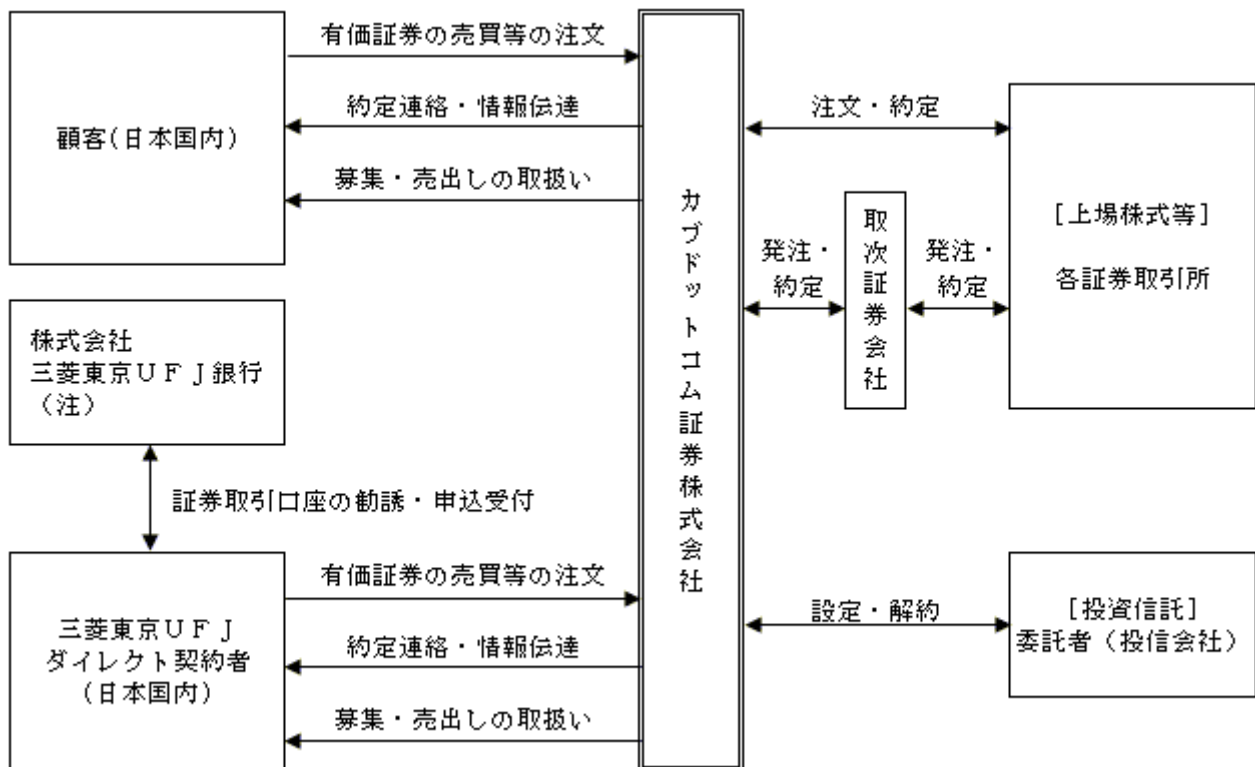 有価証券の売買等の注文
約定連絡・情報伝達
顧客(日本国内)
募集・売出しの取扱い
株式会社
三菱東京ＵＦＪ銀行
（注）
証券取引口座の勧誘・申込受付
有価証券の売買等の注文
三菱東京ＵＦＪ
ダイレクト契約者
(日本国内)
約定連絡・情報伝達
募集・売出しの取扱い
カブドットコム証券株式会社
注文・約定
発注・
約定
取次証券会社
発注・
約定
[上場株式等]
各証券取引所
設定・解約
[投資信託]
委託者（投信会社）